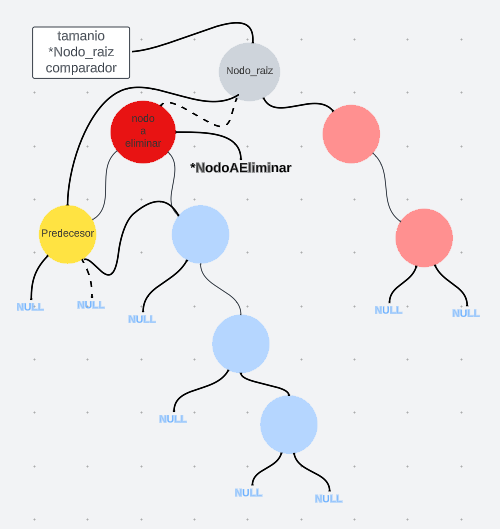 tamanio
*Nodo_raiz
comparador
Nodo_raiz
nodo
a
eliminar
*NodoAEliminar
Predecesor
NULL
NULL
NULL
NULL
NULL
NULL
NULL
NULL